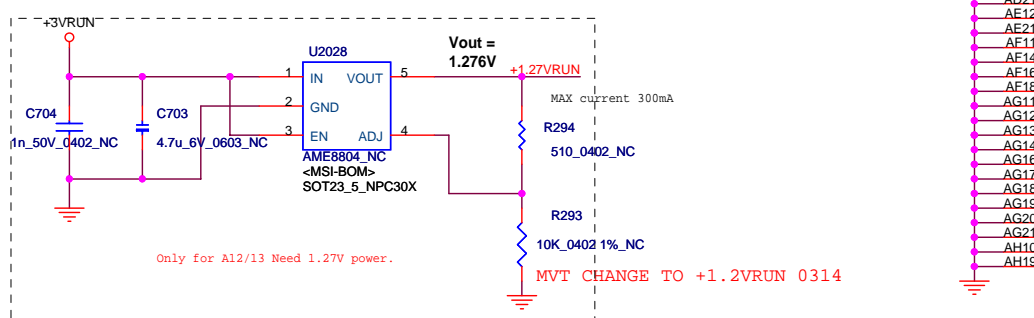 +3VRUN
U2028
Vout =
1.276V
1 IN VOUT 5
+1.27VRUN
2 GND
MAX current 300mA
C704
C703
3 EN ADJ 4
R294
1n_50V_0402_NC
4.7u_6V_0603_NC
510_0402_NC
AME8804_NC
<MSI-BOM>
SOT23_5_NPC30X
R293
10K_0402 1%_NC
Only for A12/13 Need 1.27V power.
MVT CHANGE TO +1.2VRUN 0314
AE12
AE21
AF11
AF14
AF16
AF18
AG11
AG12
AG13
AG14
AG16
AG17
AG18
AG19
AG20
AG21
AH10
AH19